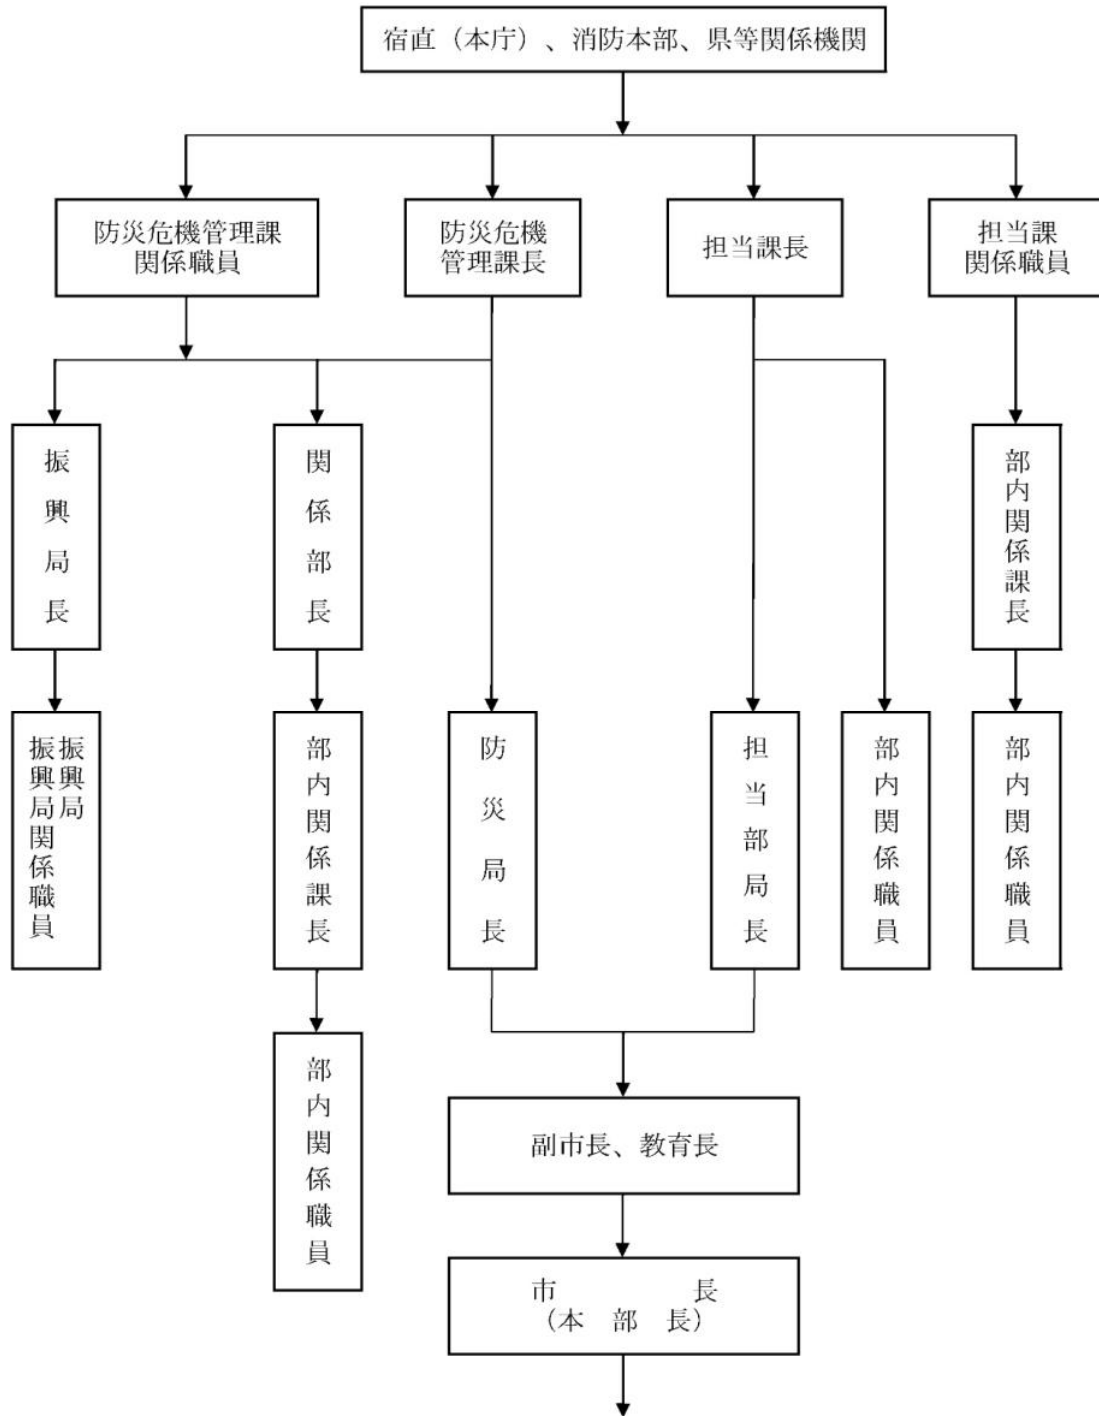 宿直（本庁）、消防本部、県等関係機関
防災危機管理課
関係職員
防災危機
管理課長
担当課長
担当課
関係職員
振興局長
関係部長
部内関係課長
振興局
振興局関係職員
部内関係課長
防災局長
担当部局長
部内関係職員
部内関係職員
部内関係職員
副市長、教育長
市　　　　　長
（本　部　長）